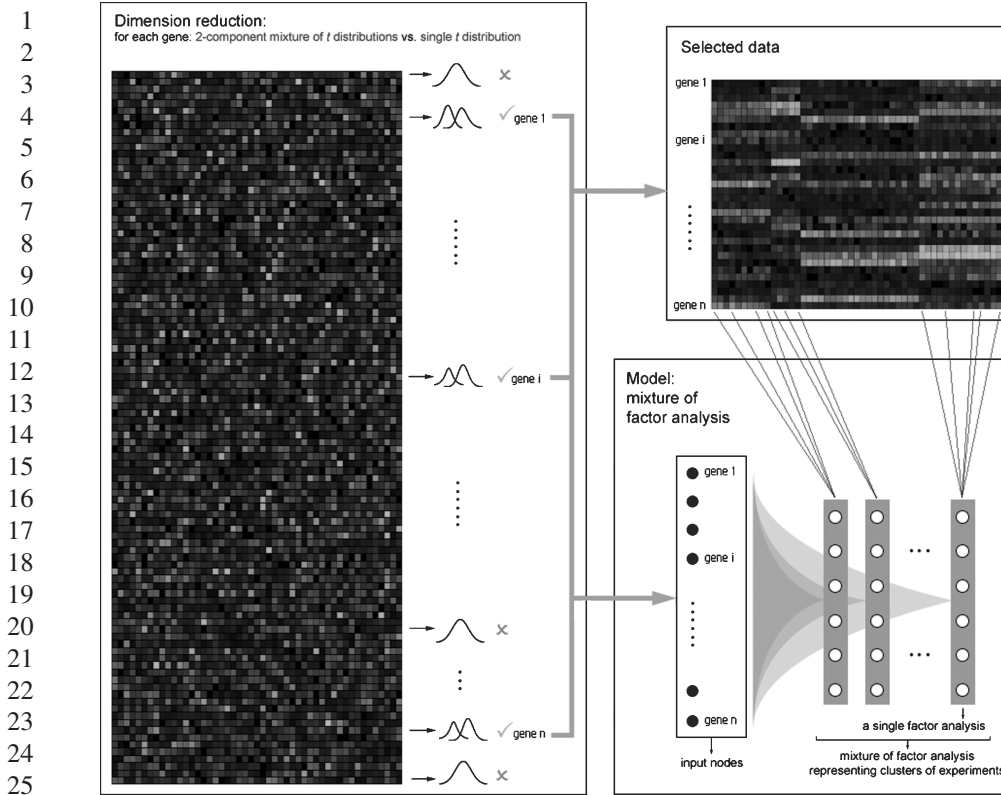 1
2
3
4
5
6
7
8
9
10
11
12
13
14
15
16
17
18
19
20
21
22
23
24
25
Dimension reduction:
for each gene: 2-component mixture of t distributions vs. single t distribution
gene 1
gene i
gene n
Selected data
gene 1
gene i
gene n
Model:
mixture of
factor analysis
gene 1
gene i
gene n
input nodes
a single factor analysis
mixture of factor analysis
representing clusters of experiments